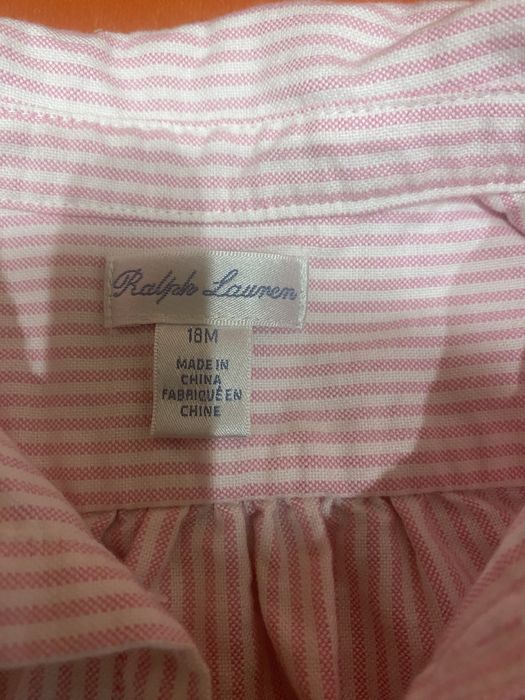 Ralph Lauren
18M
MADE IN
CHINA
FABRIQUÉ EN
CHINE